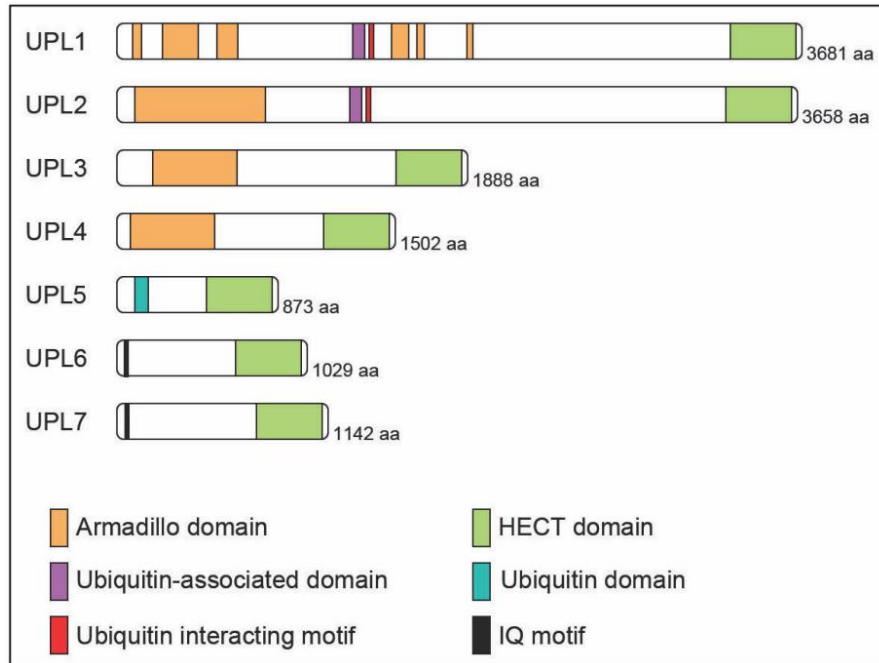 UPL1
3681 aa
UPL2
3658 aa
UPL3
1888 aa
UPL4
1502 aa
UPL5
873 aa
UPL6
1029 aa
UPL7
1142 aa
Armadillo domain
HECT domain
Ubiquitin-associated domain
Ubiquitin domain
Ubiquitin interacting motif
IQ motif